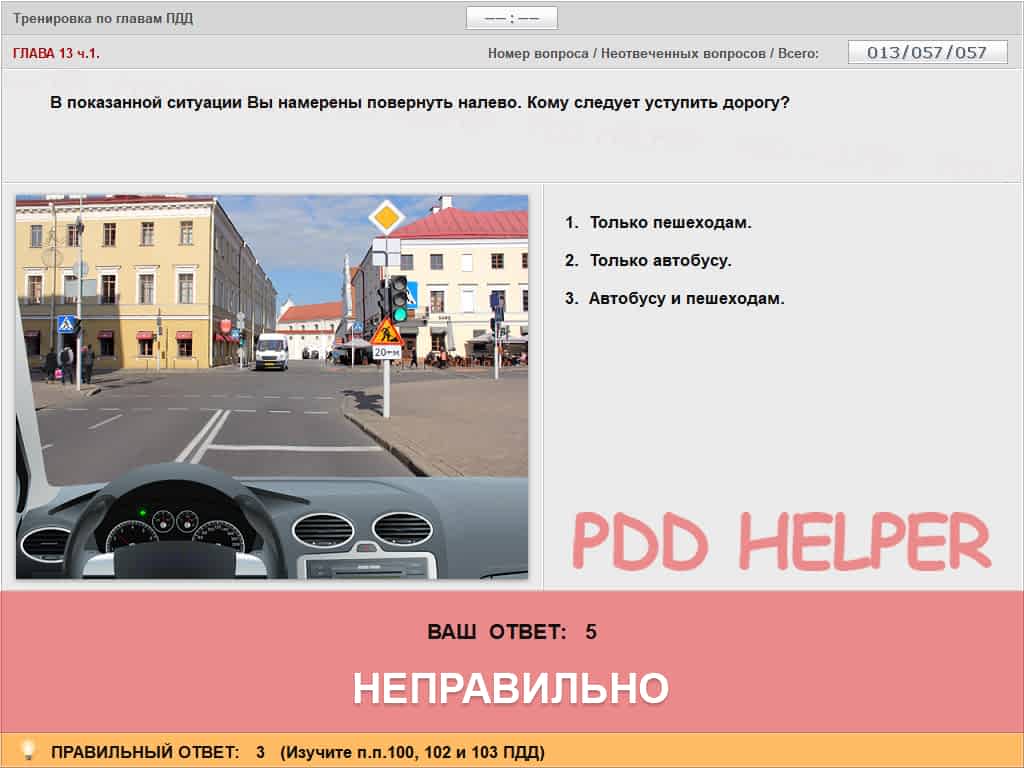 Тренировка по главам ПДД
–– : ––
ГЛАВА 13 ч.1.
Номер вопроса / Неотвеченных вопросов / Всего: 013/057/057
В показанной ситуации Вы намерены повернуть налево. Кому следует уступить дорогу?
1. Только пешеходам.
2. Только автобусу.
3. Автобусу и пешеходам.
20 м
PDD HELPER
ВАШ ОТВЕТ: 5
НЕПРАВИЛЬНО
ПРАВИЛЬНЫЙ ОТВЕТ: 3 (Изучите п.п.100, 102 и 103 ПДД)